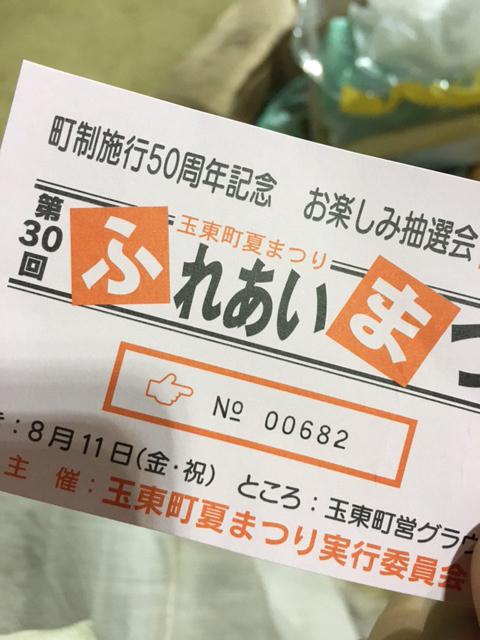 町制施行50周年記念 お楽しみ抽選会
第30回
玉東町夏まつり
ふれあいま
Nº 00682
：8月11日(金・祝) ところ：玉東町営グラウ
主 催：玉東町夏まつり実行委員会